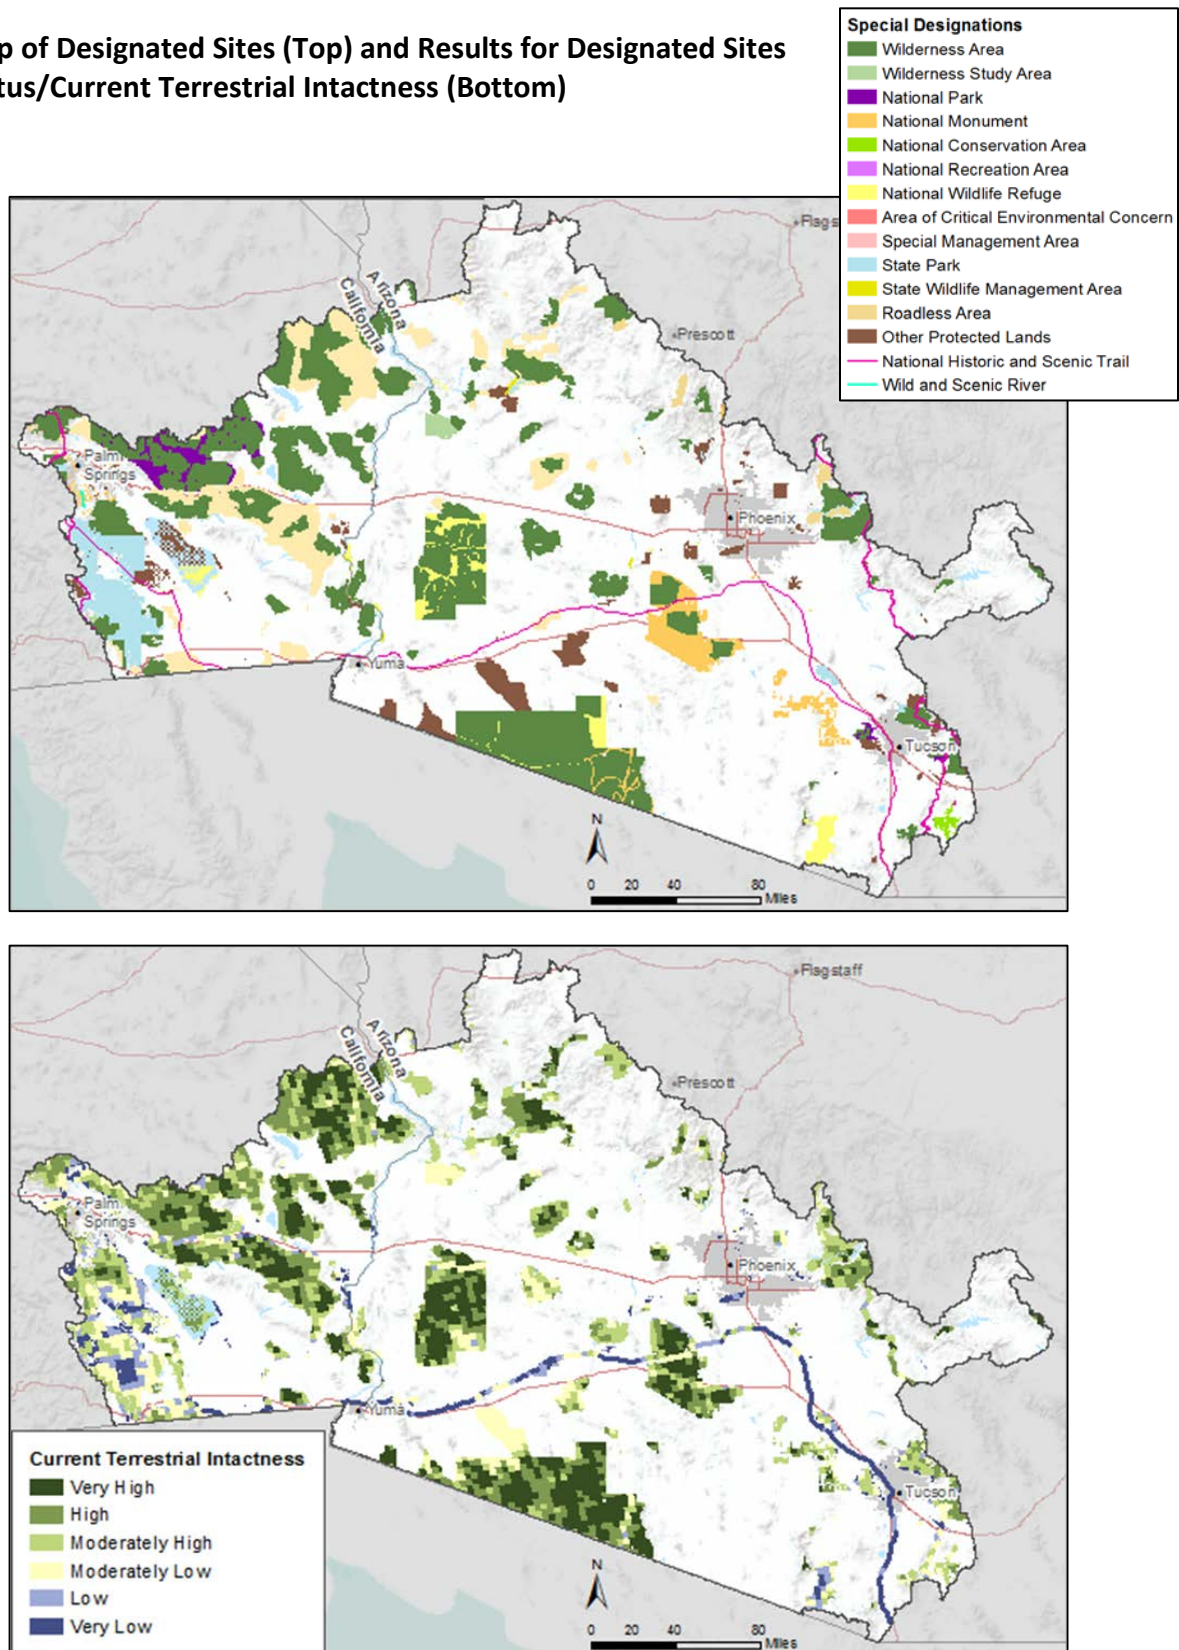 p of Designated Sites (Top) and Results for Designated Sites
tus/Current Terrestrial Intactness (Bottom)
Special Designations
Wilderness Area
Wilderness Study Area
National Park
National Monument
National Conservation Area
National Recreation Area
National Wildlife Refuge
Area of Critical Environmental Concern
Special Management Area
State Park
State Wildlife Management Area
Roadless Area
Other Protected Lands
National Historic and Scenic Trail
Wild and Scenic River
Flags
Arizona
California
Prescott
Palm
Springs
Phoenix
Yuma
Tucson
N
0 20 40 80
Miles
Flagstaff
Arizona
California
Prescott
Palm
Springs
Phoenix
Yuma
Tucson
Current Terrestrial Intactness
Very High
High
Moderately High
Moderately Low
Low
Very Low
N
0 20 40 80
Miles